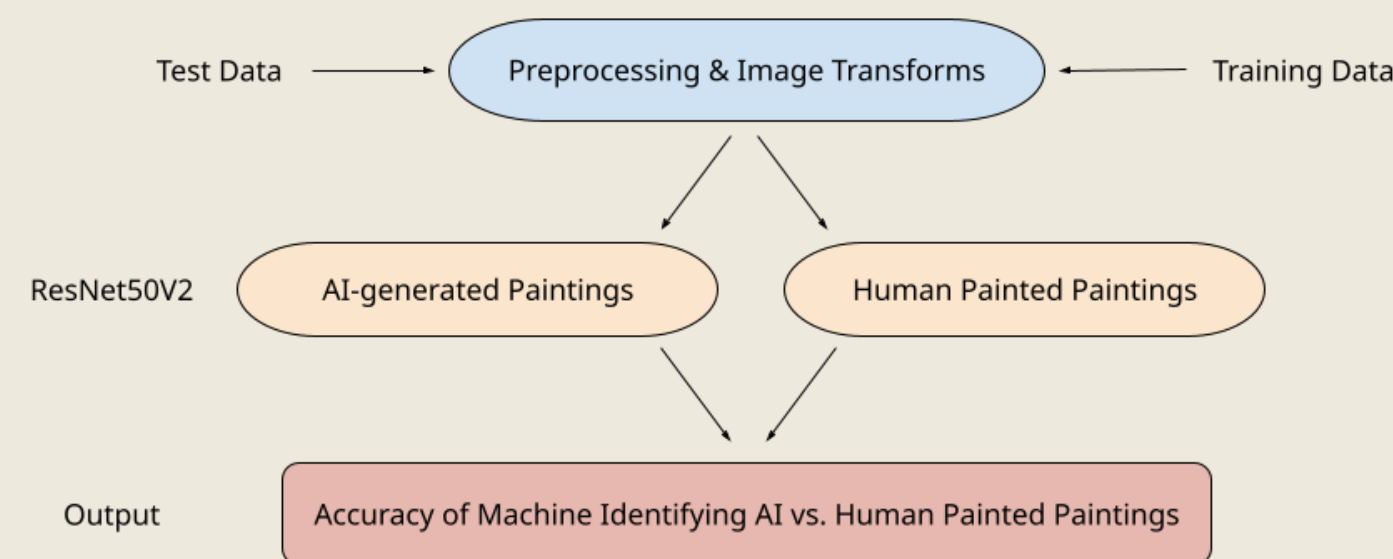 Test Data
Preprocessing & Image Transforms
Training Data
ResNet50V2
AI-generated Paintings
Human Painted Paintings
Output
Accuracy of Machine Identifying AI vs. Human Painted Paintings